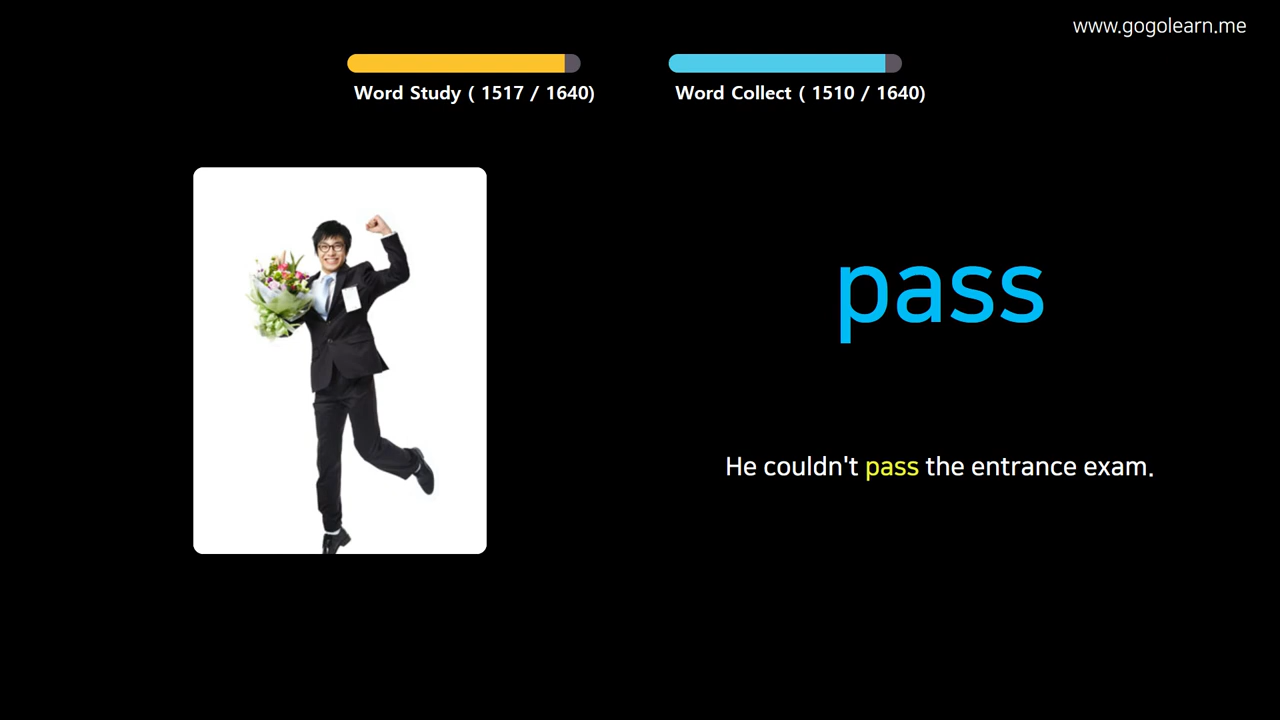 www.gogolearn.me
Word Study ( 1517 / 1640)
Word Collect ( 1510 / 1640)
pass
He couldn't pass the entrance exam.